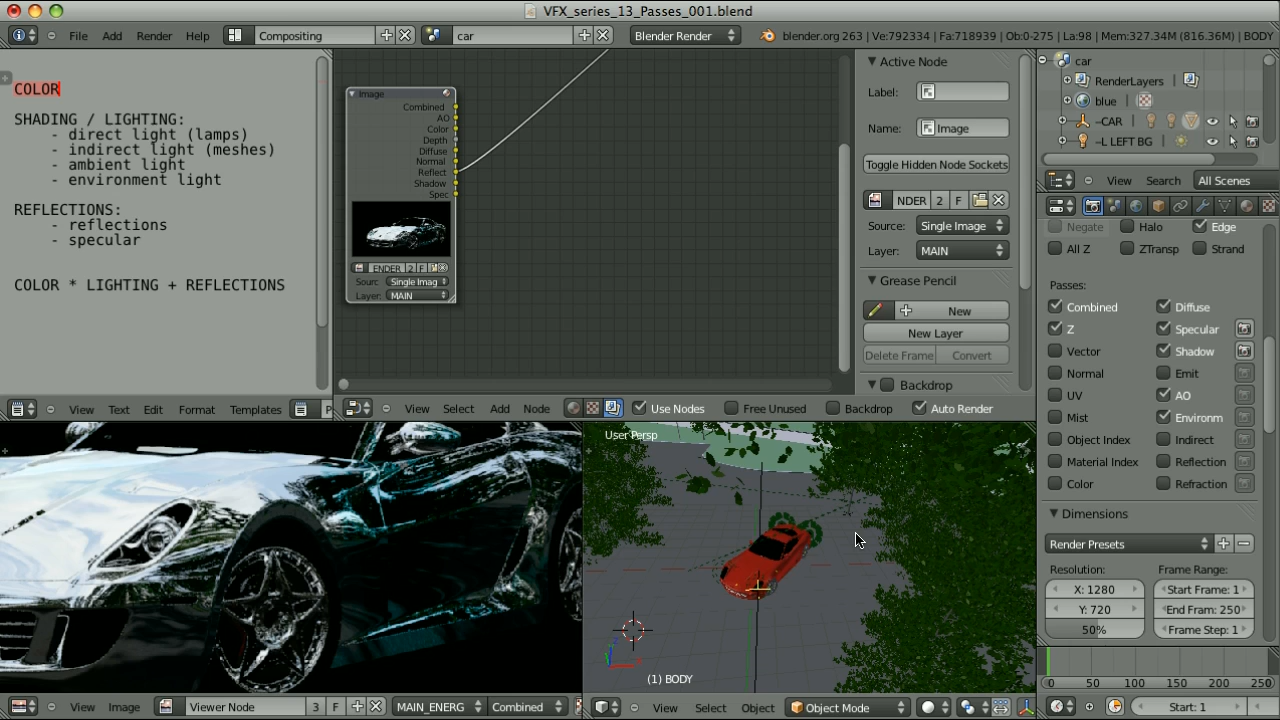 VFX_series_13_Passes_001.blend
File Add Render Help Compositing car Blender Render blender.org 263 | Ve:792334 | Fa:718939 | Ob:0-275 | La:98 | Mem:327.34M (816.36M) | BODY
COLOR
SHADING / LIGHTING:
- direct light (lamps)
- indirect light (meshes)
- ambient light
- environment light
REFLECTIONS:
- reflections
- specular
COLOR * LIGHTING + REFLECTIONS
View Text Edit Format Templates P
Image
Combined
AO
Color
Depth
Diffuse
Normal
Reflect
Shadow
Spec
ENDER 2 F
Sourc Single Imag
Layer: MAIN
View Select Add Node Use Nodes Free Unused Backdrop Auto Render
Active Node
Label:
Name: Image
Toggle Hidden Node Sockets
NDER 2 F
Source: Single Image
Layer: MAIN
Grease Pencil
New
New Layer
Delete Frame Convert
Backdrop
car
RenderLayers
blue
CAR
L LEFT BG
View Search All Scenes
Negate Halo Edge
All Z ZTransp Strand
Passes:
Combined Diffuse
Z Specular
Vector Shadow
Normal Emit
UV AO
Mist Environm
Object Index Indirect
Material Index Reflection
Color Refraction
Dimensions
Render Presets
Resolution: Frame Range:
X: 1280 Start Frame: 1
Y: 720 End Fram: 250
50% Frame Step: 1
0 50 100 150 200 250
Start: 1
View Image Viewer Node 3 F MAIN_ENERG Combined
User Persp
(1) BODY
View Select Object Object Mode